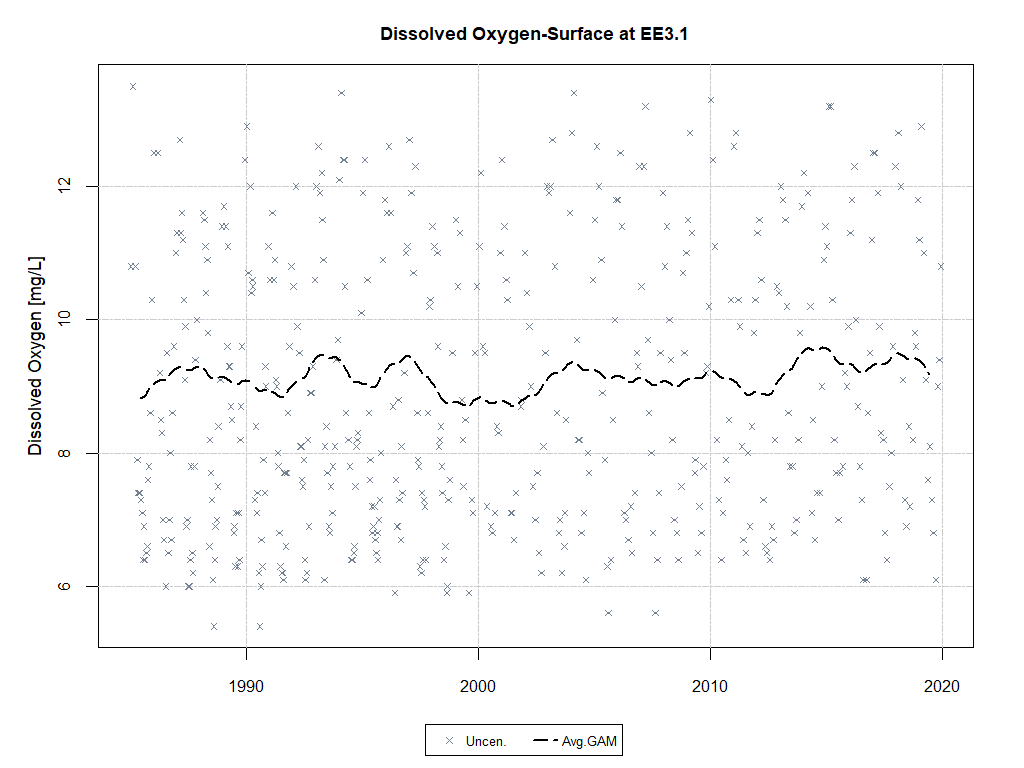 Dissolved Oxygen-Surface at EE3.1
Dissolved Oxygen [mg/L]
12
10
8
6
1990
2000
2010
2020
Uncen.
Avg.GAM